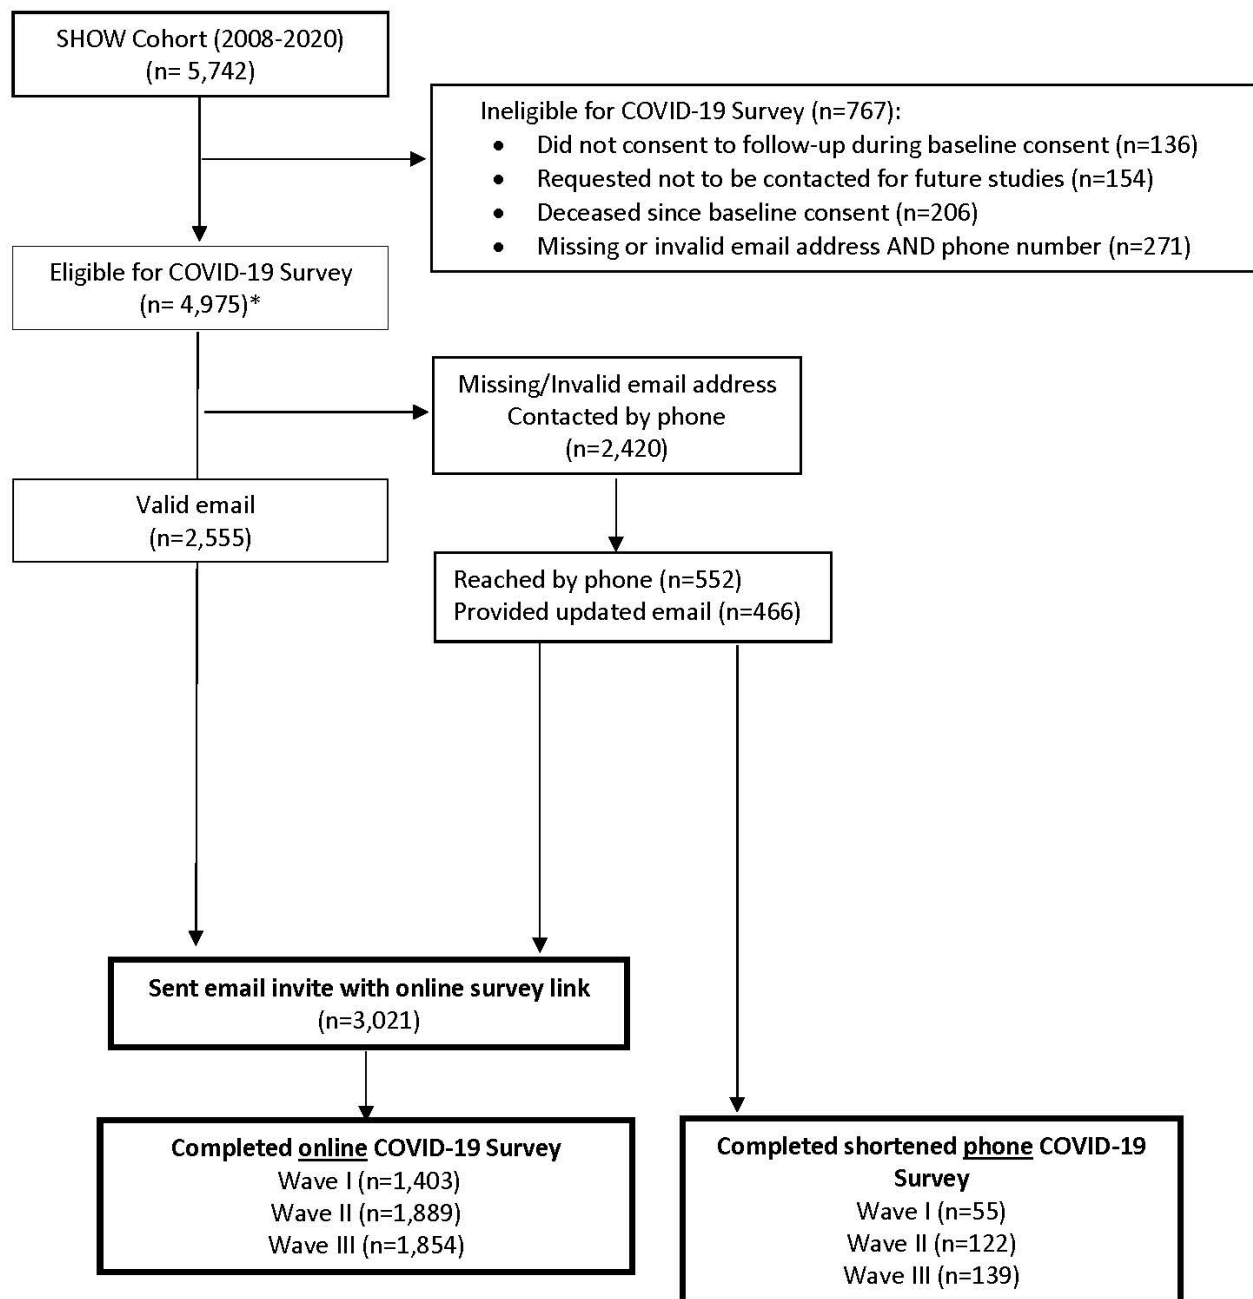 SHOW Cohort (2008-2020)
(n= 5,742)
Ineligible for COVID-19 Survey (n=767):
• Did not consent to follow-up during baseline consent (n=136)
• Requested not to be contacted for future studies (n=154)
• Deceased since baseline consent (n=206)
• Missing or invalid email address AND phone number (n=271)
Eligible for COVID-19 Survey
(n= 4,975)*
Missing/Invalid email address
Contacted by phone
(n=2,420)
Valid email
(n=2,555)
Reached by phone (n=552)
Provided updated email (n=466)
Sent email invite with online survey link
(n=3,021)
Completed online COVID-19 Survey
Wave I (n=1,403)
Wave II (n=1,889)
Wave III (n=1,854)
Completed shortened phone COVID-19
Survey
Wave I (n=55)
Wave II (n=122)
Wave III (n=139)